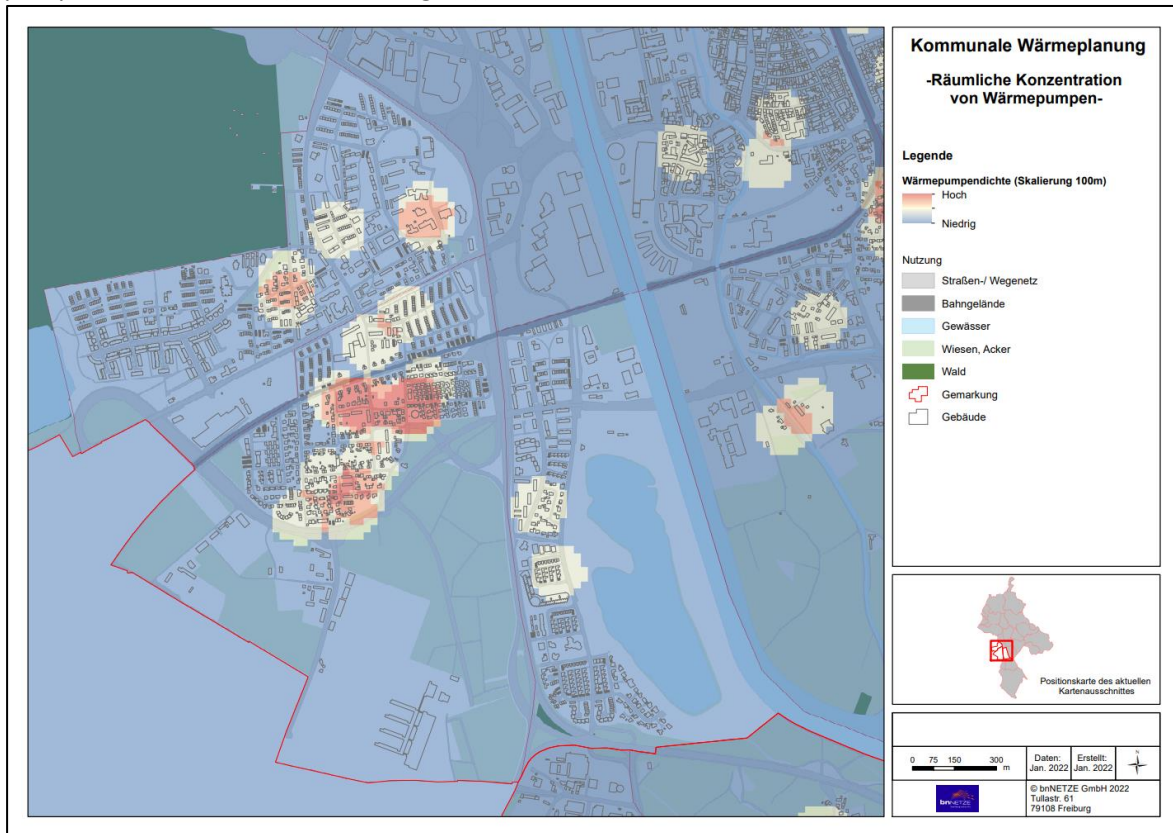 Kommunale Wärmeplanung
-Räumliche Konzentration
von Wärmepumpen-
Legende
Wärmepumpendichte (Skalierung 100m)
Hoch
Niedrig
Nutzung
Straßen-/ Wegenetz
Bahngelände
Gewässer
Wiesen, Acker
Wald
Gemarkung
Gebäude
Positionskarte des aktuellen
Kartenausschnittes
0 75 150 300
m
Daten:
Jan. 2022
Erstellt:
Jan. 2022
N
bnNETZE
© bnNETZE GmbH 2022
Tullastr. 61
79108 Freiburg